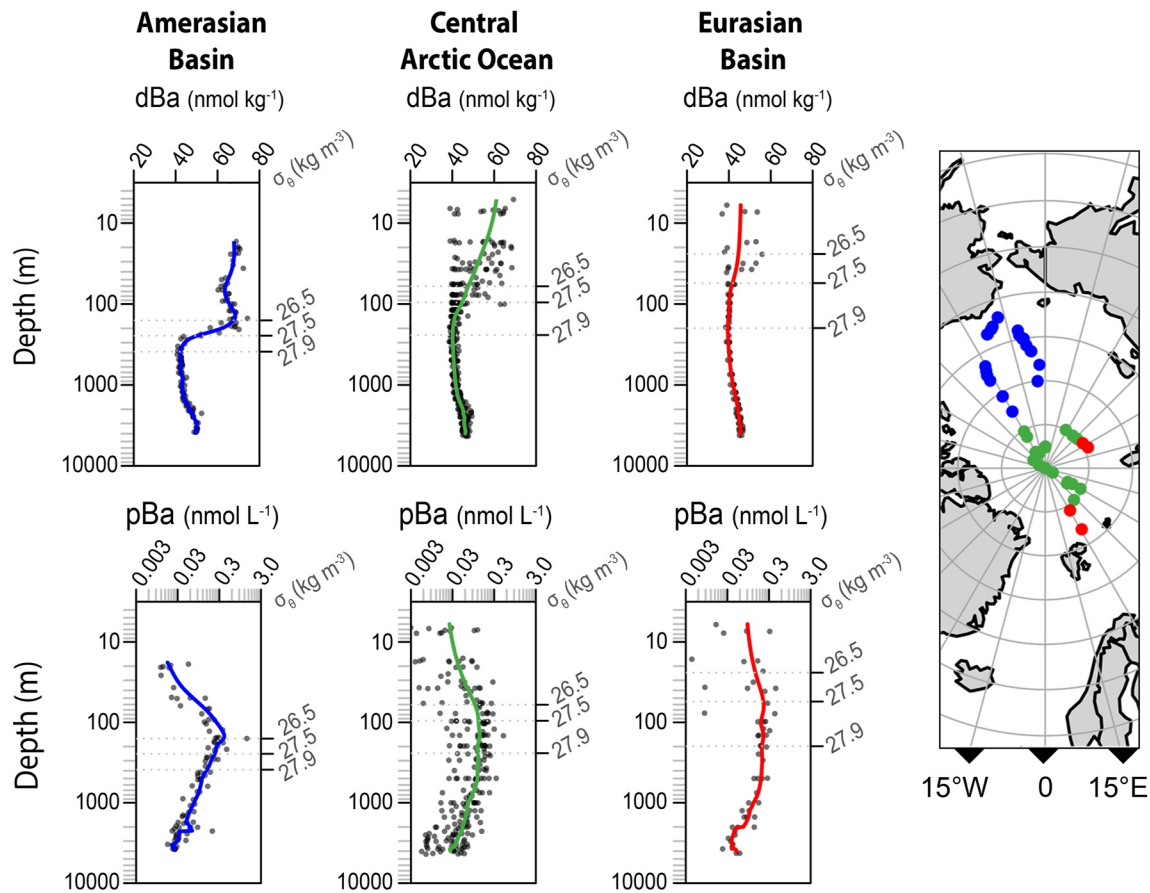 Amerasian
Basin
dBa (nmol kg⁻¹)
20 40 60 80
σθ (kg m⁻³)
Central
Arctic Ocean
dBa (nmol kg⁻¹)
20 40 60 80
σθ (kg m⁻³)
Eurasian
Basin
dBa (nmol kg⁻¹)
20 40 60 80
σθ (kg m⁻³)
Depth (m)
10
100
1000
10000
26.5
27.5
27.9
10
100
1000
10000
26.5
27.5
27.9
10
100
1000
10000
26.5
27.5
27.9
pBa (nmol L⁻¹)
0.003 0.03 0.3 3.0
σθ (kg m⁻³)
pBa (nmol L⁻¹)
0.003 0.03 0.3 3.0
σθ (kg m⁻³)
pBa (nmol L⁻¹)
0.003 0.03 0.3 3.0
σθ (kg m⁻³)
Depth (m)
10
100
1000
10000
26.5
27.5
27.9
10
100
1000
10000
26.5
27.5
27.9
10
100
1000
10000
26.5
27.5
27.9
15°W 0 15°E